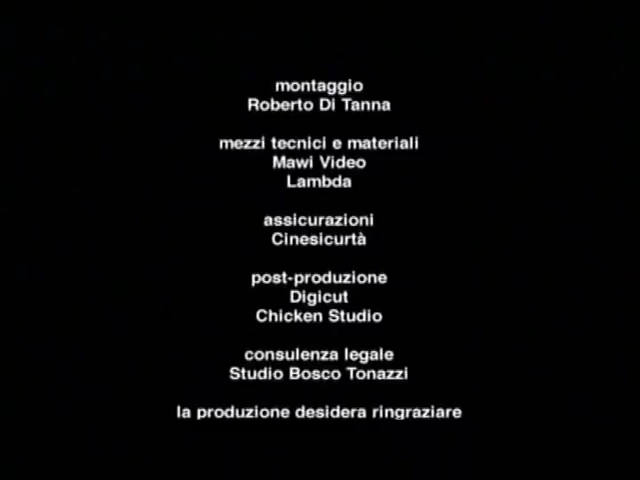 montaggio
Roberto Di Tanna
mezzi tecnici e materiali
Mawi Video
Lambda
assicurazioni
Cinesicurtà
post-produzione
Digicut
Chicken Studio
consulenza legale
Studio Bosco Tonazzi
la produzione desidera ringraziare